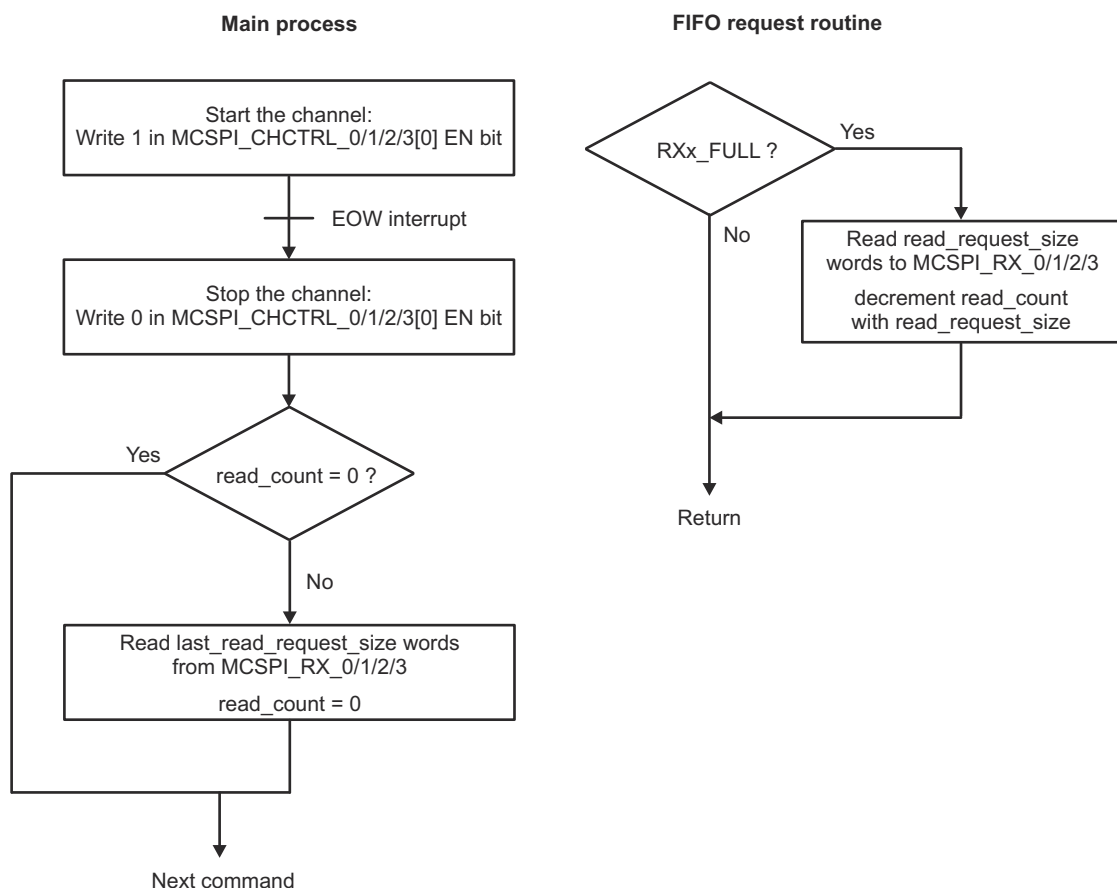 Main process
Start the channel:
Write 1 in MCSPI_CHCTRL_0/1/2/3[0] EN bit
EOW interrupt
Stop the channel:
Write 0 in MCSPI_CHCTRL_0/1/2/3[0] EN bit
Yes
read_count = 0 ?
No
Read last_read_request_size words
from MCSPI_RX_0/1/2/3
read_count = 0
Next command
FIFO request routine
RXx_FULL ?
Yes
No
Read read_request_size
words to MCSPI_RX_0/1/2/3
decrement read_count
with read_request_size
Return